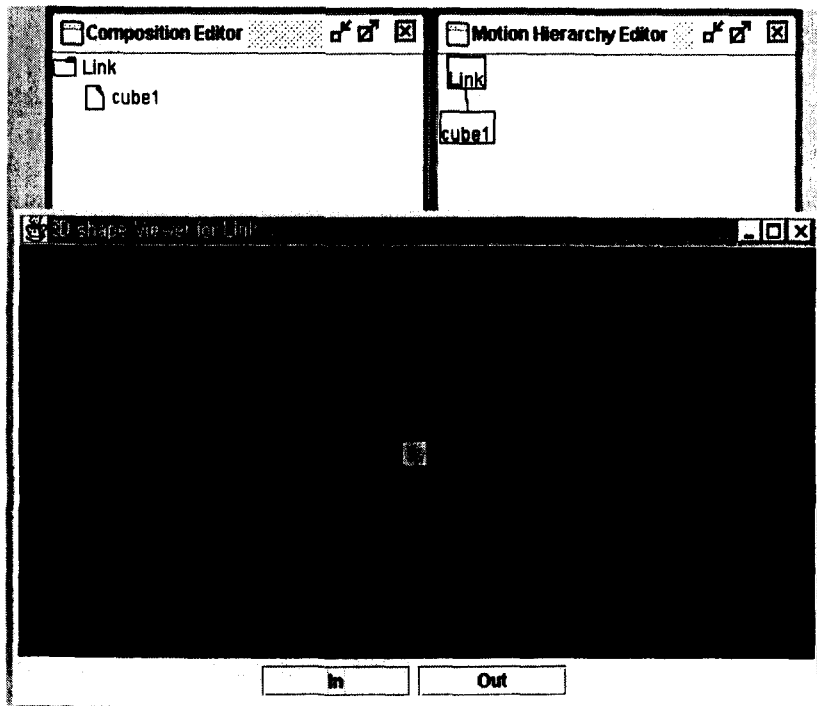 Composition Editor
Link
cube1
Motion Hierarchy Editor
Link
cube1
3D shape Viewer for Link
In
Out